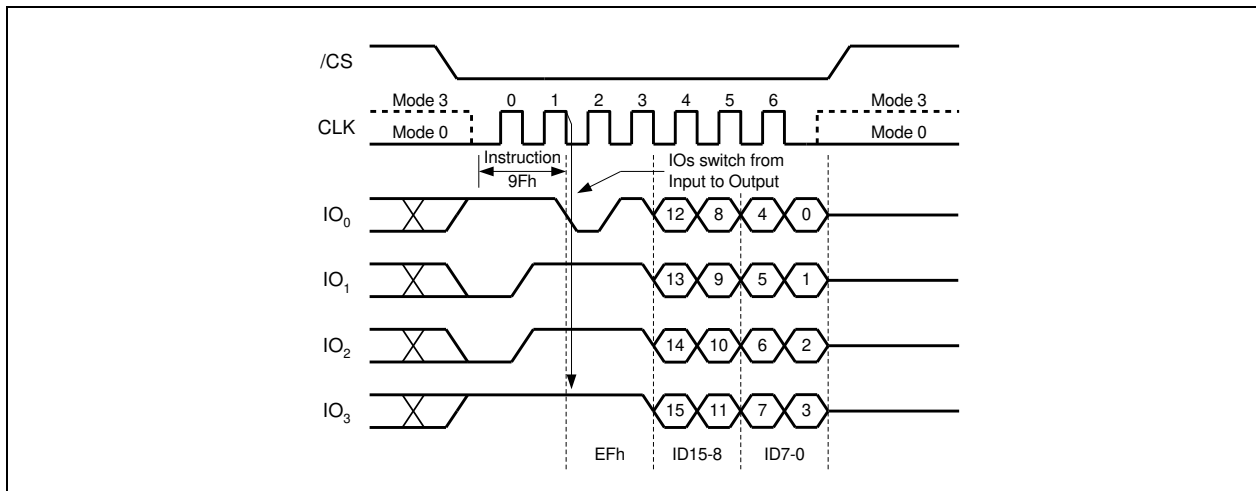 /CS
0 1 2 3 4 5 6
Mode 3 Mode 3
CLK
Mode 0 Mode 0
Instruction
9Fh
IOs switch from
Input to Output
IO0 12 8 4 0
IO1 13 9 5 1
IO2 14 10 6 2
IO3 15 11 7 3
EFh ID15-8 ID7-0